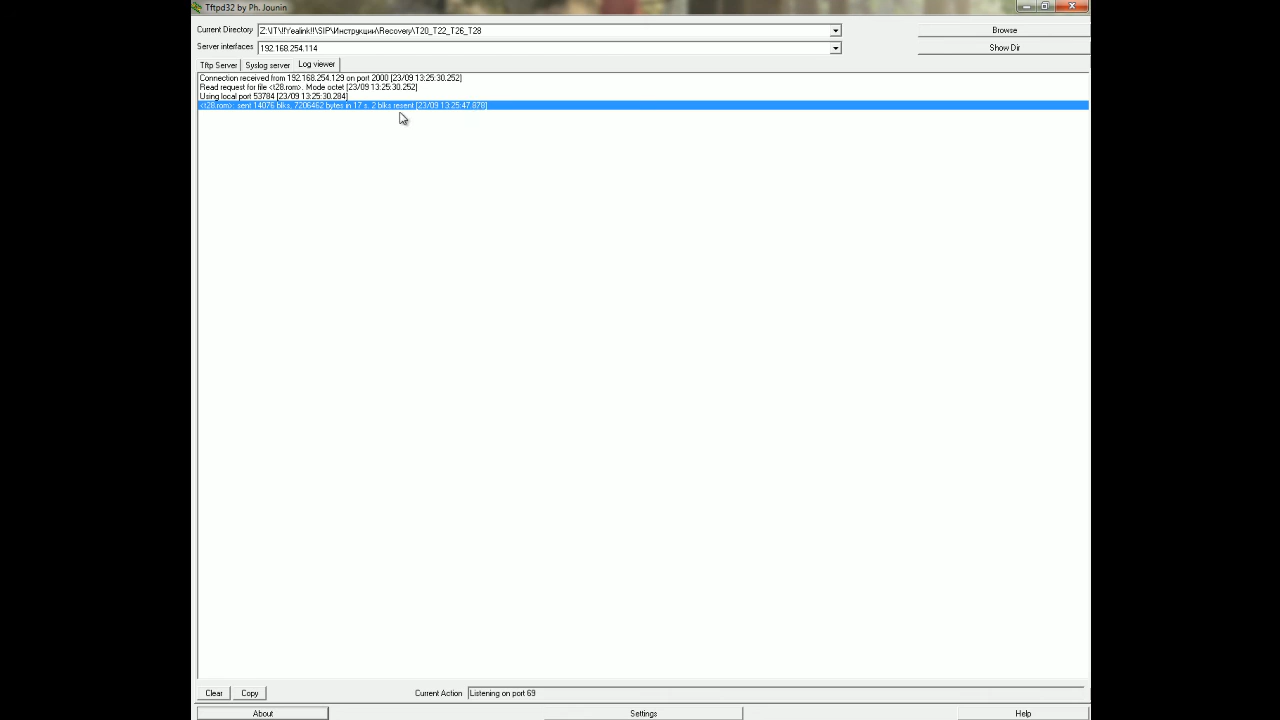 Tftpd32 by Ph. Jounin
Current Directory Z:\IT\!!Yealink!!\SIP\Инструкции\Recovery\T20_T22_T26_T28 Browse
Server interfaces 192.168.254.114 Show Dir
Tftp Server Syslog server Log viewer
Connection received from 192.168.254.129 on port 2000 [23/09 13:25:30.252]
Read request for file <t28.rom>. Mode octet [23/09 13:25:30.252]
Using local port 53784 [23/09 13:25:30.284]
<t28.rom>: sent 14076 blks, 7206462 bytes in 17 s. 2 blks resent [23/09 13:25:47.878]
Clear Copy Current Action Listening on port 69
About Settings Help